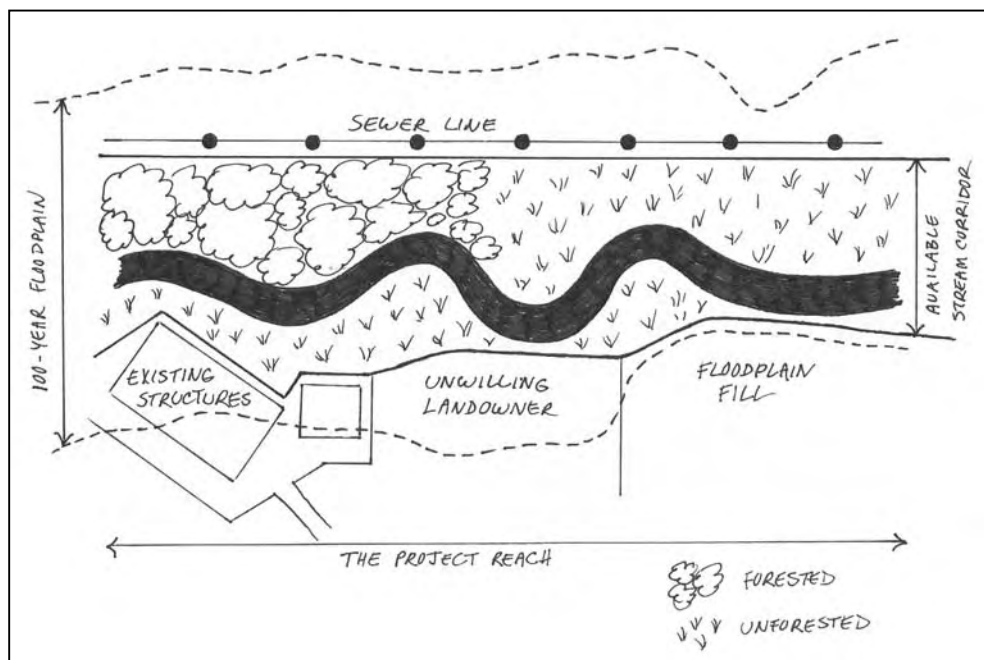 SEWER LINE
100-YEAR FLOODPLAIN
AVAILABLE
STREAM CORRIDOR
EXISTING
STRUCTURES
UNWILLING
LANDOWNER
FLOODPLAIN
FILL
THE PROJECT REACH
FORESTED
UNFORESTED